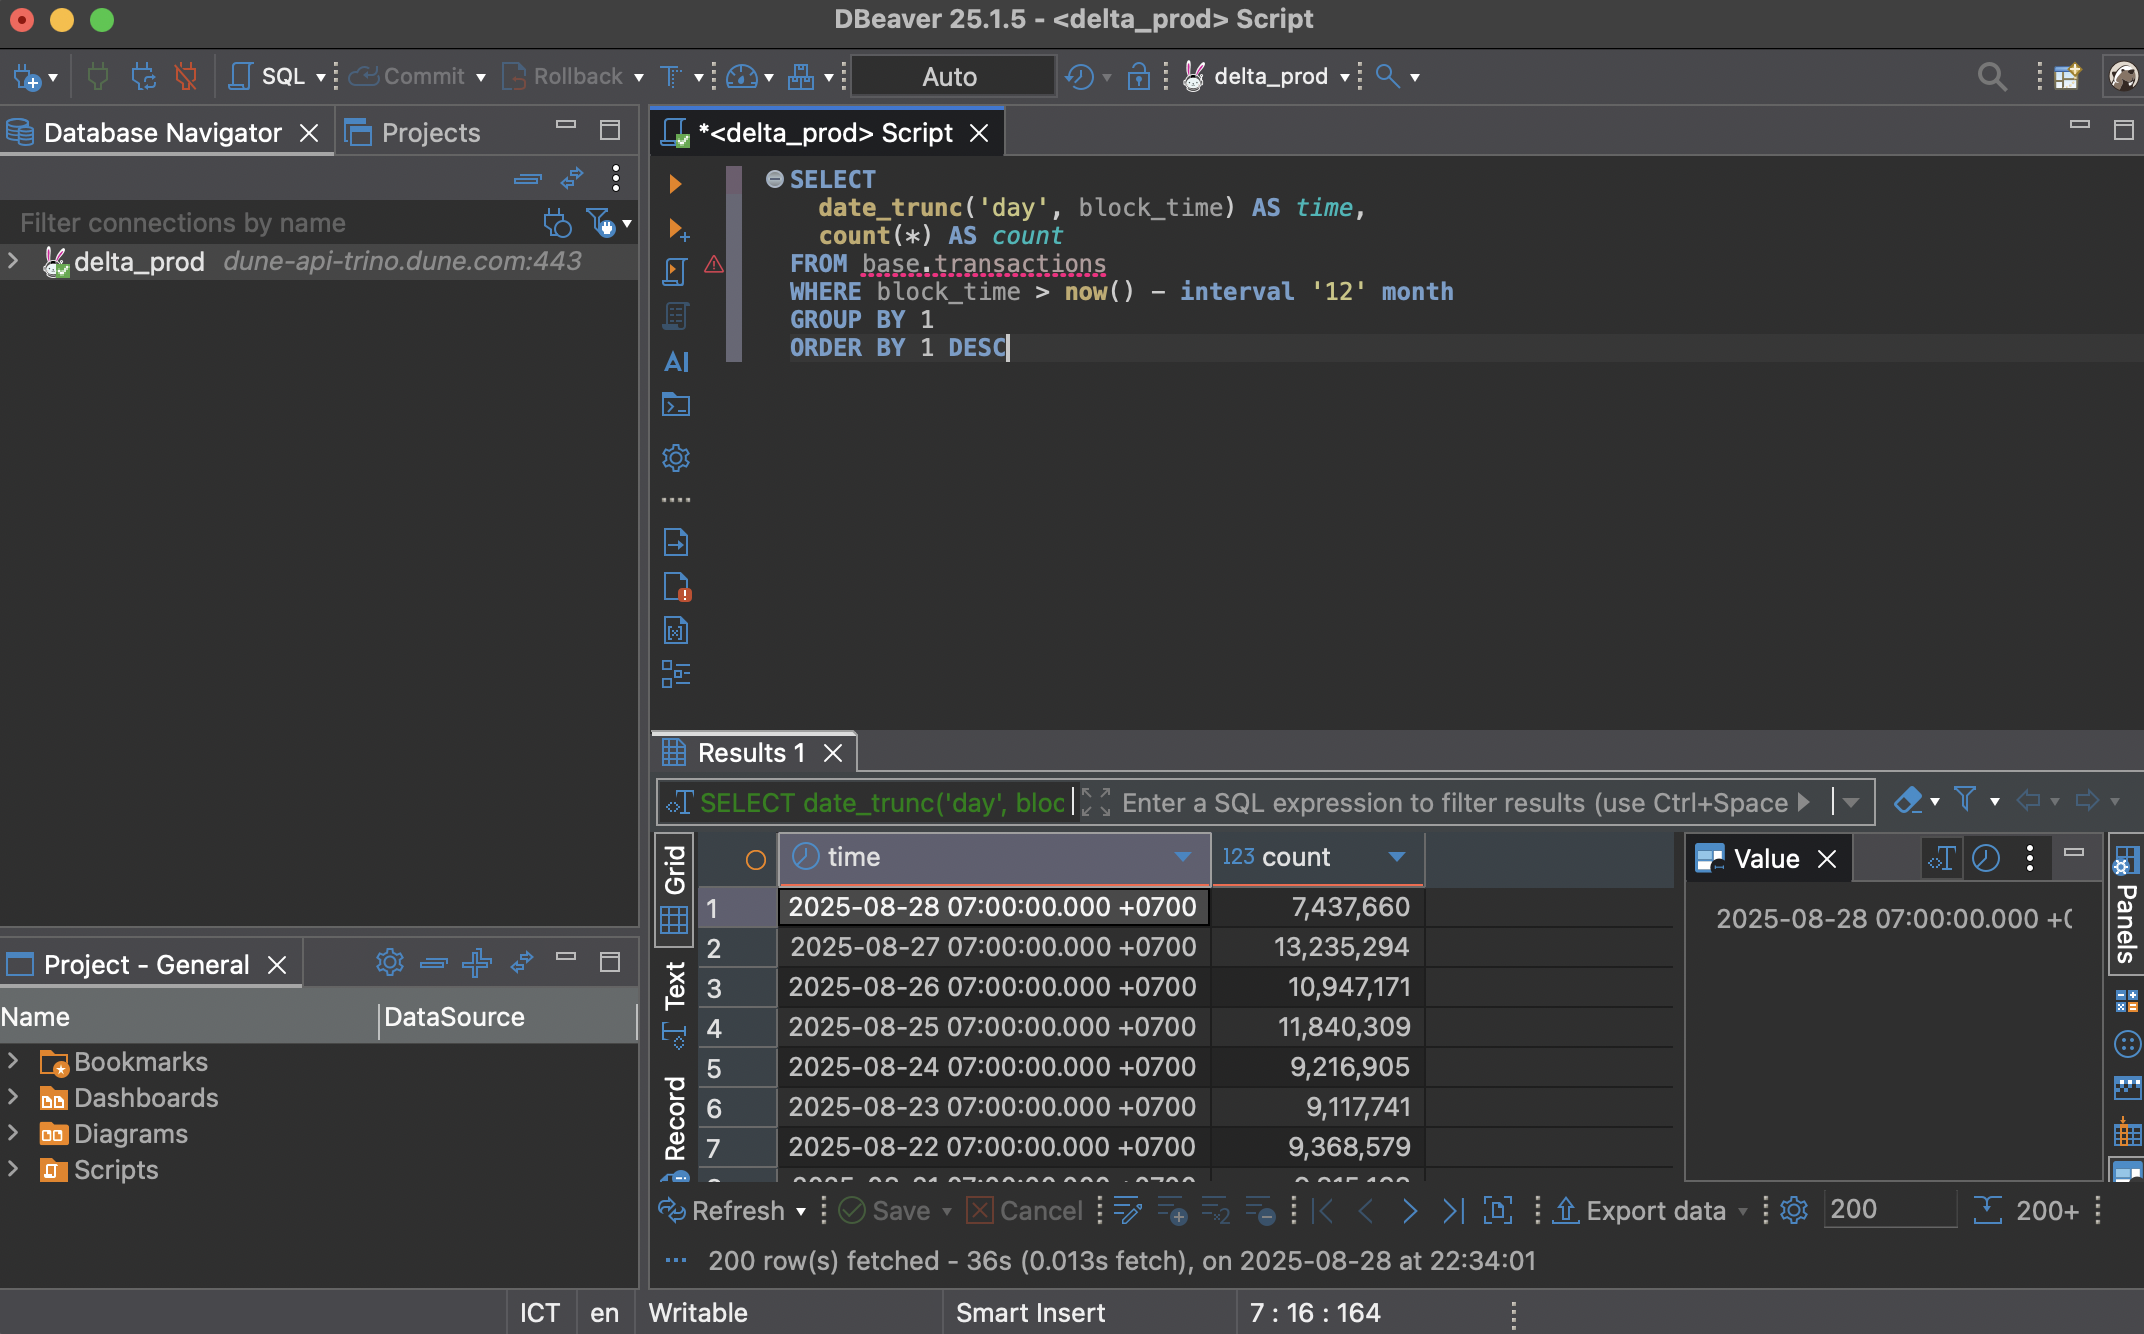 DBeaver 25.1.5 - <delta_prod> Script
SQL Commit Rollback Auto delta_prod
Database Navigator Projects
*<delta_prod> Script
Filter connections by name
delta_prod dune-api-trino.dune.com:443
SELECT
date_trunc('day', block_time) AS time,
count(*) AS count
FROM base.transactions
WHERE block_time > now() - interval '12' month
GROUP BY 1
ORDER BY 1 DESC
AI
Project - General
Name DataSource
Bookmarks
Dashboards
Diagrams
Scripts
Results 1
SELECT date_trunc('day', bloc Enter a SQL expression to filter results (use Ctrl+Space
Grid
Text
Record
time 123 count
1 2025-08-28 07:00:00.000 +0700 7,437,660
2 2025-08-27 07:00:00.000 +0700 13,235,294
3 2025-08-26 07:00:00.000 +0700 10,947,171
4 2025-08-25 07:00:00.000 +0700 11,840,309
5 2025-08-24 07:00:00.000 +0700 9,216,905
6 2025-08-23 07:00:00.000 +0700 9,117,741
7 2025-08-22 07:00:00.000 +0700 9,368,579
Value
2025-08-28 07:00:00.000 +0
Panels
Refresh Save Cancel Export data 200 200+
200 row(s) fetched - 36s (0.013s fetch), on 2025-08-28 at 22:34:01
ICT en Writable Smart Insert 7 : 16 : 164